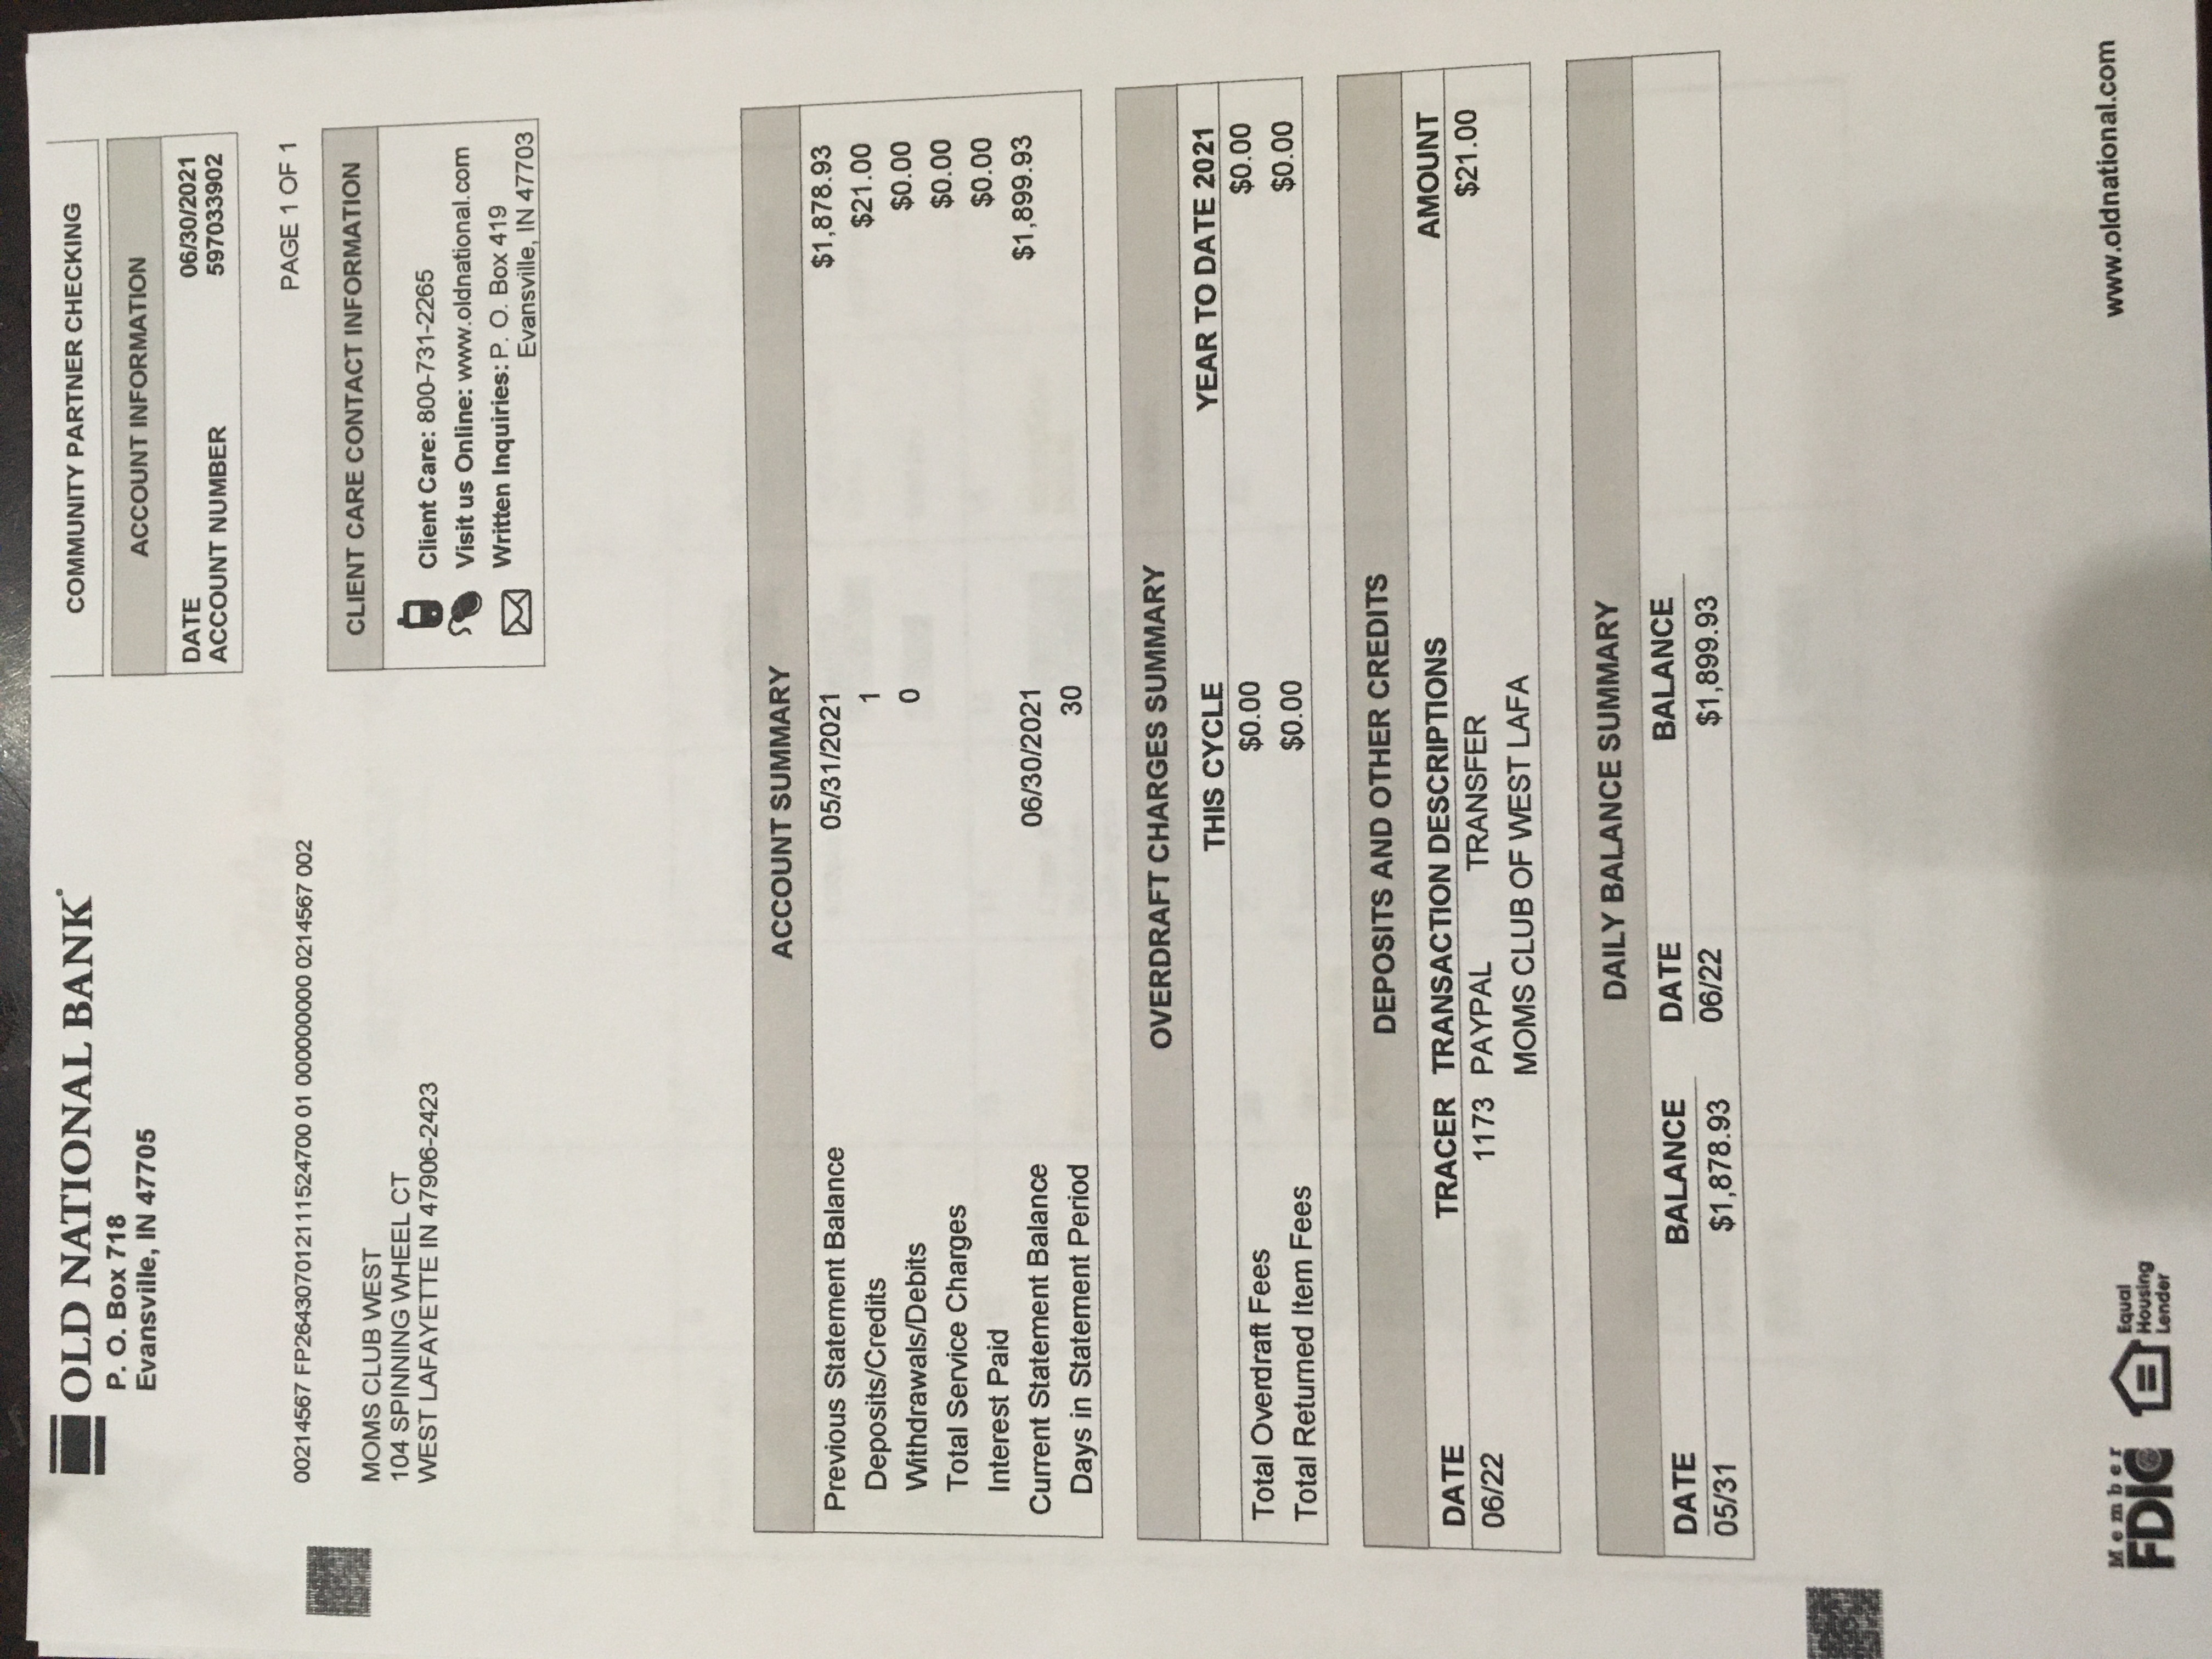 OLD NATIONAL BANK
P. O. Box 718
Evansville, IN 47705
COMMUNITY PARTNER CHECKING
ACCOUNT INFORMATION
DATE 06/30/2021
ACCOUNT NUMBER 597033902
PAGE 1 OF 1
00214567 FP264307012111524700 01 000000000 0214567 002
MOMS CLUB WEST
104 SPINNING WHEEL CT
WEST LAFAYETTE IN 47906-2423
CLIENT CARE CONTACT INFORMATION
Client Care: 800-731-2265
Visit us Online: www.oldnational.com
Written Inquiries: P. O. Box 419
Evansville, IN 47703
ACCOUNT SUMMARY
Previous Statement Balance 05/31/2021 $1,878.93
Deposits/Credits 1 $21.00
Withdrawals/Debits 0 $0.00
Total Service Charges $0.00
Interest Paid $0.00
Current Statement Balance 06/30/2021 $1,899.93
Days in Statement Period 30
OVERDRAFT CHARGES SUMMARY
THIS CYCLE YEAR TO DATE 2021
Total Overdraft Fees $0.00 $0.00
Total Returned Item Fees $0.00 $0.00
DEPOSITS AND OTHER CREDITS
DATE TRACER TRANSACTION DESCRIPTIONS AMOUNT
06/22 1173 PAYPAL TRANSFER $21.00
MOMS CLUB OF WEST LAFA
DAILY BALANCE SUMMARY
DATE BALANCE DATE BALANCE
05/31 $1,878.93 06/22 $1,899.93
Member
FDIC
Equal
Housing
Lender
www.oldnational.com